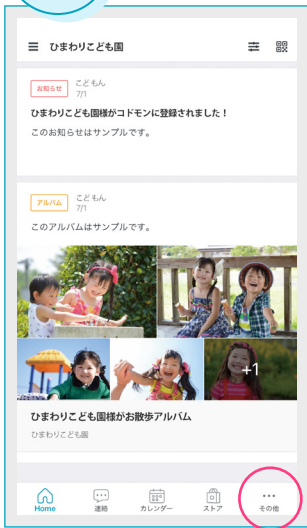 ひまわりこども園
お知らせ
こどもん
7/1
ひまわりこども園様がコドモンに登録されました！
このお知らせはサンプルです。
アルバム
こどもん
7/1
このアルバムはサンプルです。
+1
ひまわりこども園様がお散歩アルバム
ひまわりこども園
Home
連絡
カレンダー
ストア
その他